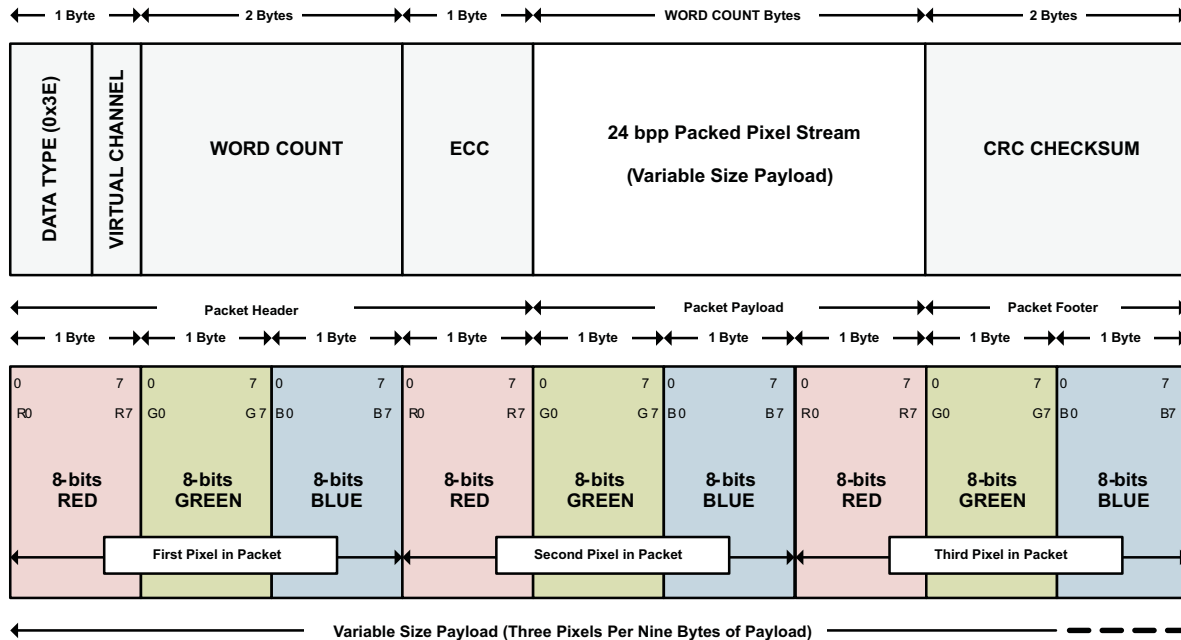 1 Byte 2 Bytes 1 Byte WORD COUNT Bytes 2 Bytes
DATA TYPE (0x3E)
VIRTUAL CHANNEL
WORD COUNT
ECC
24 bpp Packed Pixel Stream
(Variable Size Payload)
CRC CHECKSUM
Packet Header Packet Payload Packet Footer
1 Byte 1 Byte 1 Byte 1 Byte 1 Byte 1 Byte 1 Byte 1 Byte 1 Byte
0 7 0 7 0 7 0 7 0 7 0 7 0 7 0 7 0 7
R0 R7 G0 G7 B0 B7 R0 R7 G0 G7 B0 B7 R0 R7 G0 G7 B0 B7
8-bits 8-bits 8-bits 8-bits 8-bits 8-bits 8-bits 8-bits 8-bits
RED GREEN BLUE RED GREEN BLUE RED GREEN BLUE
First Pixel in Packet Second Pixel in Packet Third Pixel in Packet
Variable Size Payload (Three Pixels Per Nine Bytes of Payload)